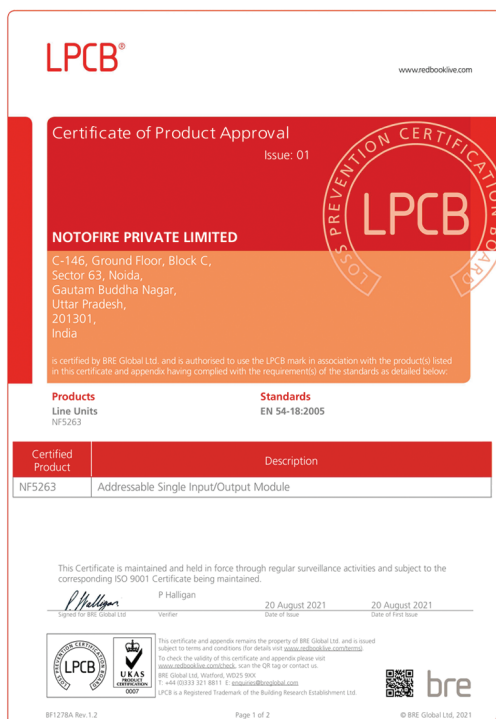 LPCB®
www.redbooklive.com
Certificate of Product Approval
Issue: 01
LOSS PREVENTION CERTIFICATION BOARD
LPCB
NOTOFIRE PRIVATE LIMITED
C-146, Ground Floor, Block C,
Sector 63, Noida,
Gautam Buddha Nagar,
Uttar Pradesh,
201301,
India
is certified by BRE Global Ltd. and is authorised to use the LPCB mark in association with the product(s) listed
in this certificate and appendix having complied with the requirement(s) of the standards as detailed below:
Products
Standards
Line Units
EN 54-18:2005
NF5263
Certified
Product
Description
NF5263
Addressable Single Input/Output Module
This Certificate is maintained and held in force through regular surveillance activities and subject to the
corresponding ISO 9001 Certificate being maintained.
P. Halligan
P Halligan
20 August 2021
20 August 2021
Signed for BRE Global Ltd
Verifier
Date of Issue
Date of First Issue
LOSS PREVENTION CERTIFICATION BOARD
LPCB
UKAS
PRODUCT
CERTIFICATION
0007
This certificate and appendix remains the property of BRE Global Ltd. and is issued
subject to terms and conditions (for details visit www.redbooklive.com/terms).
To check the validity of this certificate and appendix please visit
www.redbooklive.com/check, scan the QR tag or contact us.
BRE Global Ltd, Watford, WD25 9XX
T: +44 (0)333 321 8811 E: enquiries@breglobal.com
LPCB is a Registered Trademark of the Building Research Establishment Ltd.
bre
BF127BA Rev:1.2
Page 1 of 2
© BRE Global Ltd, 2021